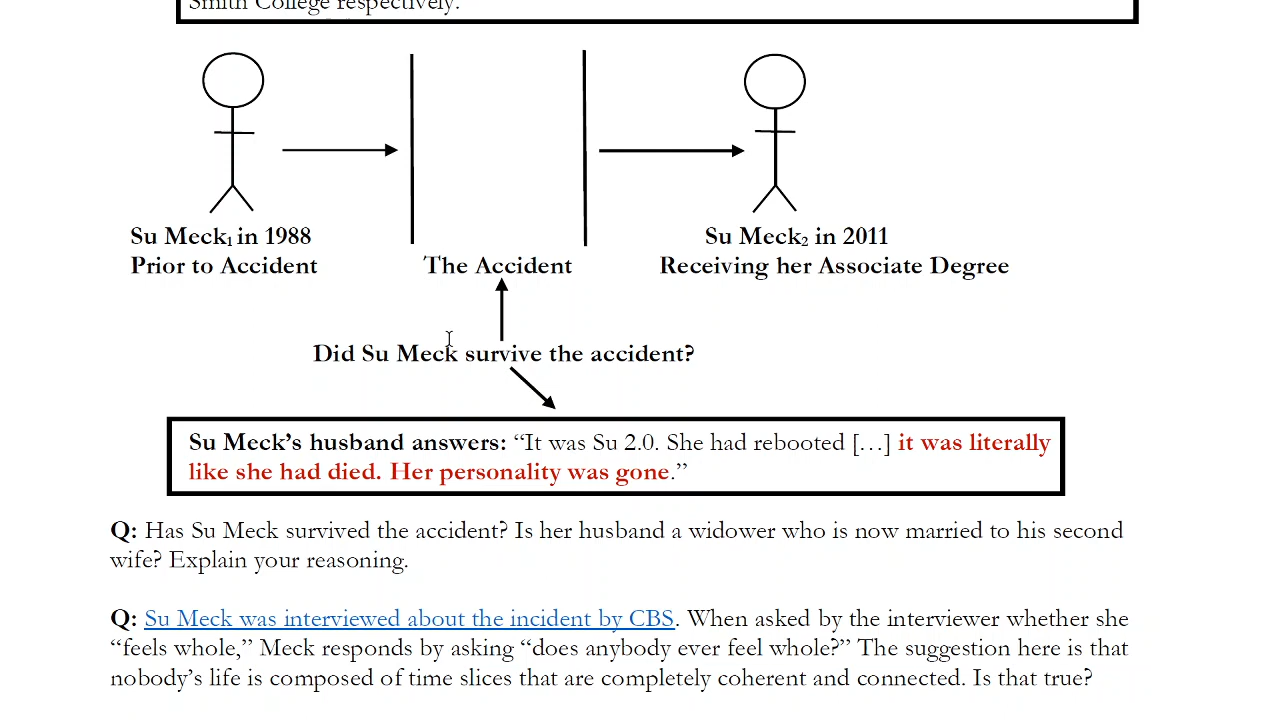 Smith College respectively.
Su Meck₁ in 1988
Prior to Accident
The Accident
Su Meck₂ in 2011
Receiving her Associate Degree
Did Su Meck survive the accident?
Su Meck’s husband answers: “It was Su 2.0. She had rebooted […] it was literally
like she had died. Her personality was gone.”
Q: Has Su Meck survived the accident? Is her husband a widower who is now married to his second
wife? Explain your reasoning.
Q: Su Meck was interviewed about the incident by CBS. When asked by the interviewer whether she
“feels whole,” Meck responds by asking “does anybody ever feel whole?” The suggestion here is that
nobody’s life is composed of time slices that are completely coherent and connected. Is that true?